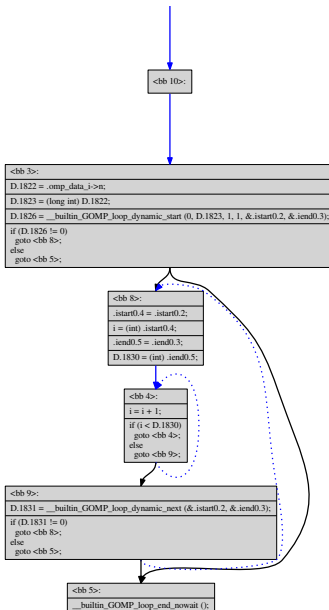 <bb 10>:
<bb 3>:
D.1822 = .omp_data_i->n;
D.1823 = (long int) D.1822;
D.1826 = __builtin_GOMP_loop_dynamic_start (0, D.1823, 1, 1, &.istart0.2, &.iend0.3);
if (D.1826 != 0)
goto <bb 8>;
else
goto <bb 5>;
<bb 8>:
.istart0.4 = .istart0.2;
i = (int) .istart0.4;
.iend0.5 = .iend0.3;
D.1830 = (int) .iend0.5;
<bb 4>:
i = i + 1;
if (i < D.1830)
goto <bb 4>;
else
goto <bb 9>;
<bb 9>:
D.1831 = __builtin_GOMP_loop_dynamic_next (&.istart0.2, &.iend0.3);
if (D.1831 != 0)
goto <bb 8>;
else
goto <bb 5>;
<bb 5>:
__builtin_GOMP_loop_end_nowait ();